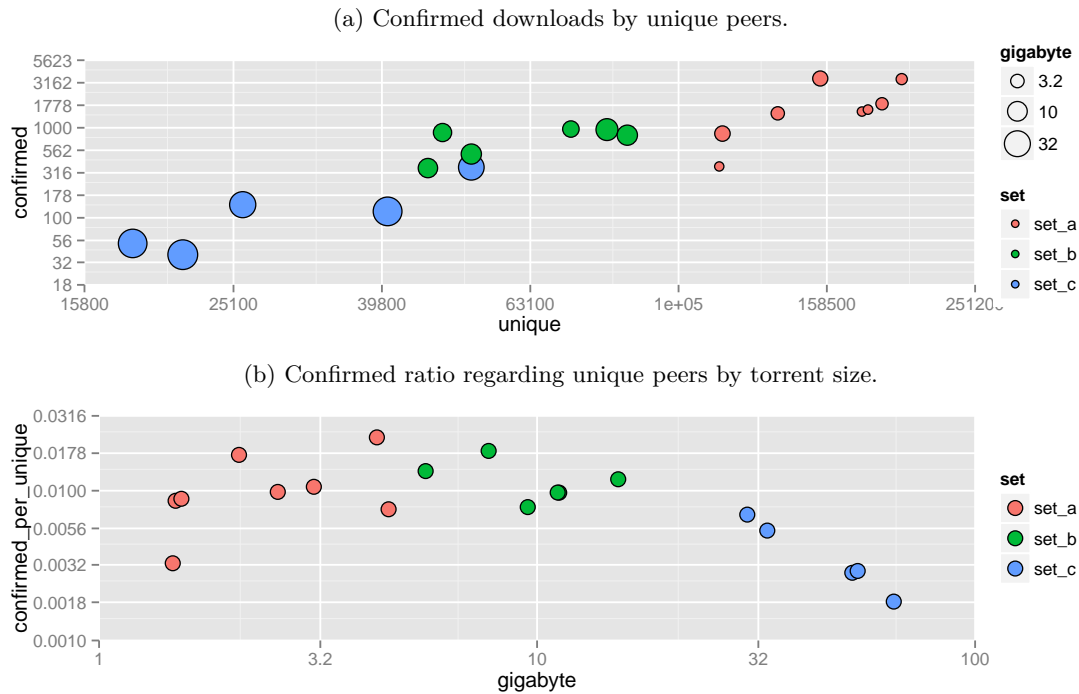 (a) Confirmed downloads by unique peers.
confirmed
5623
3162
1778
1000
562
316
178
100
56
32
18
15800 25100 39800 63100 1e+05 158500 25120
unique
gigabyte
3.2
10
32
set
set_a
set_b
set_c
(b) Confirmed ratio regarding unique peers by torrent size.
confirmed_per_unique
0.0316
0.0178
0.0100
0.0056
0.0032
0.0018
0.0010
1 3.2 10 32 100
gigabyte
set
set_a
set_b
set_c